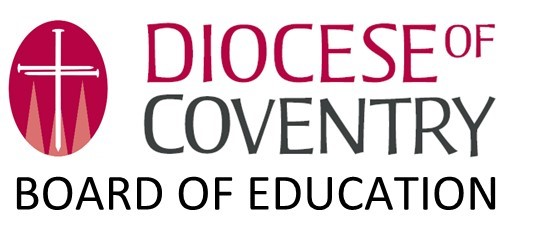 DIOCESE OF
COVENTRY
BOARD OF EDUCATION